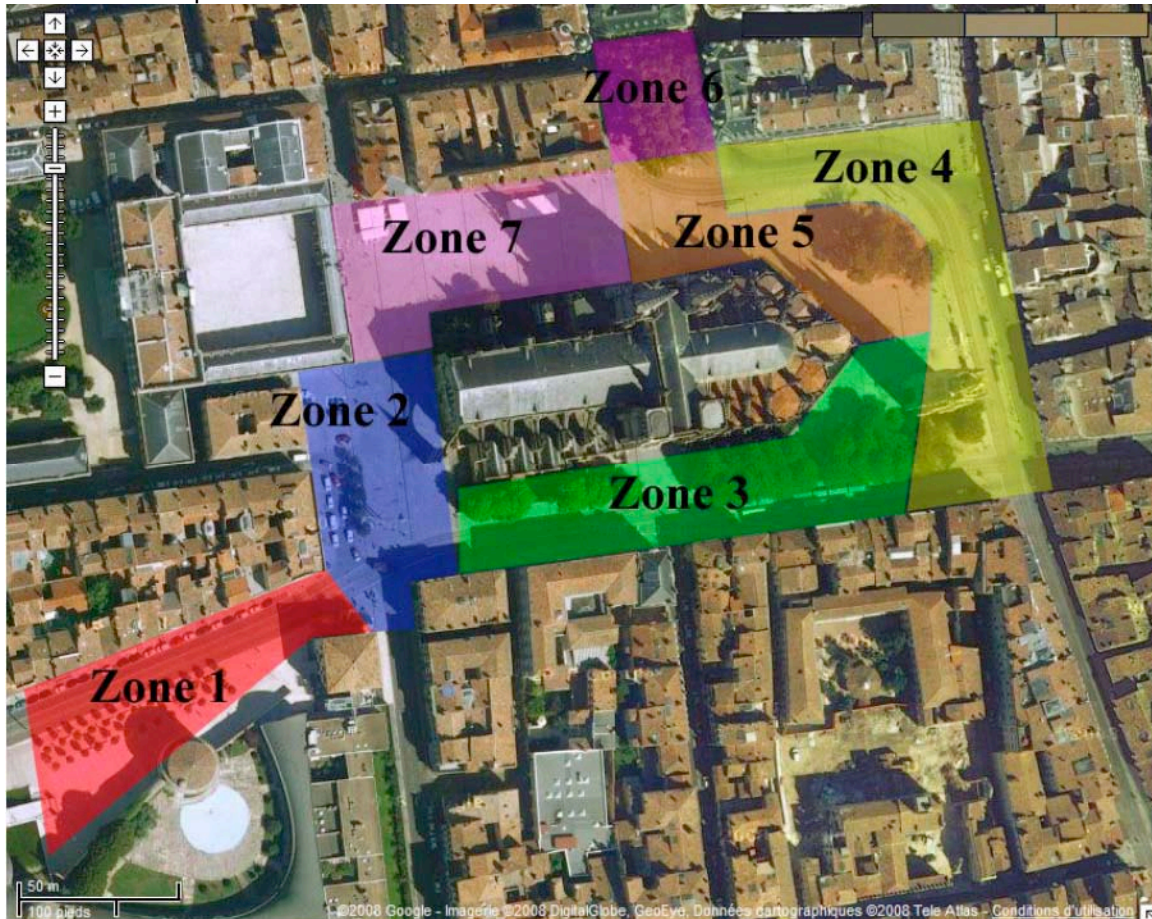 Zone 6
Zone 4
Zone 5
Zone 7
Zone 2
Zone 3
Zone 1
50 m
100 pieds
©2008 Google - Imagerie ©2008 DigitalGlobe, GeoEye, Données cartographiques ©2008 Tele Atlas - Conditions d'utilisation